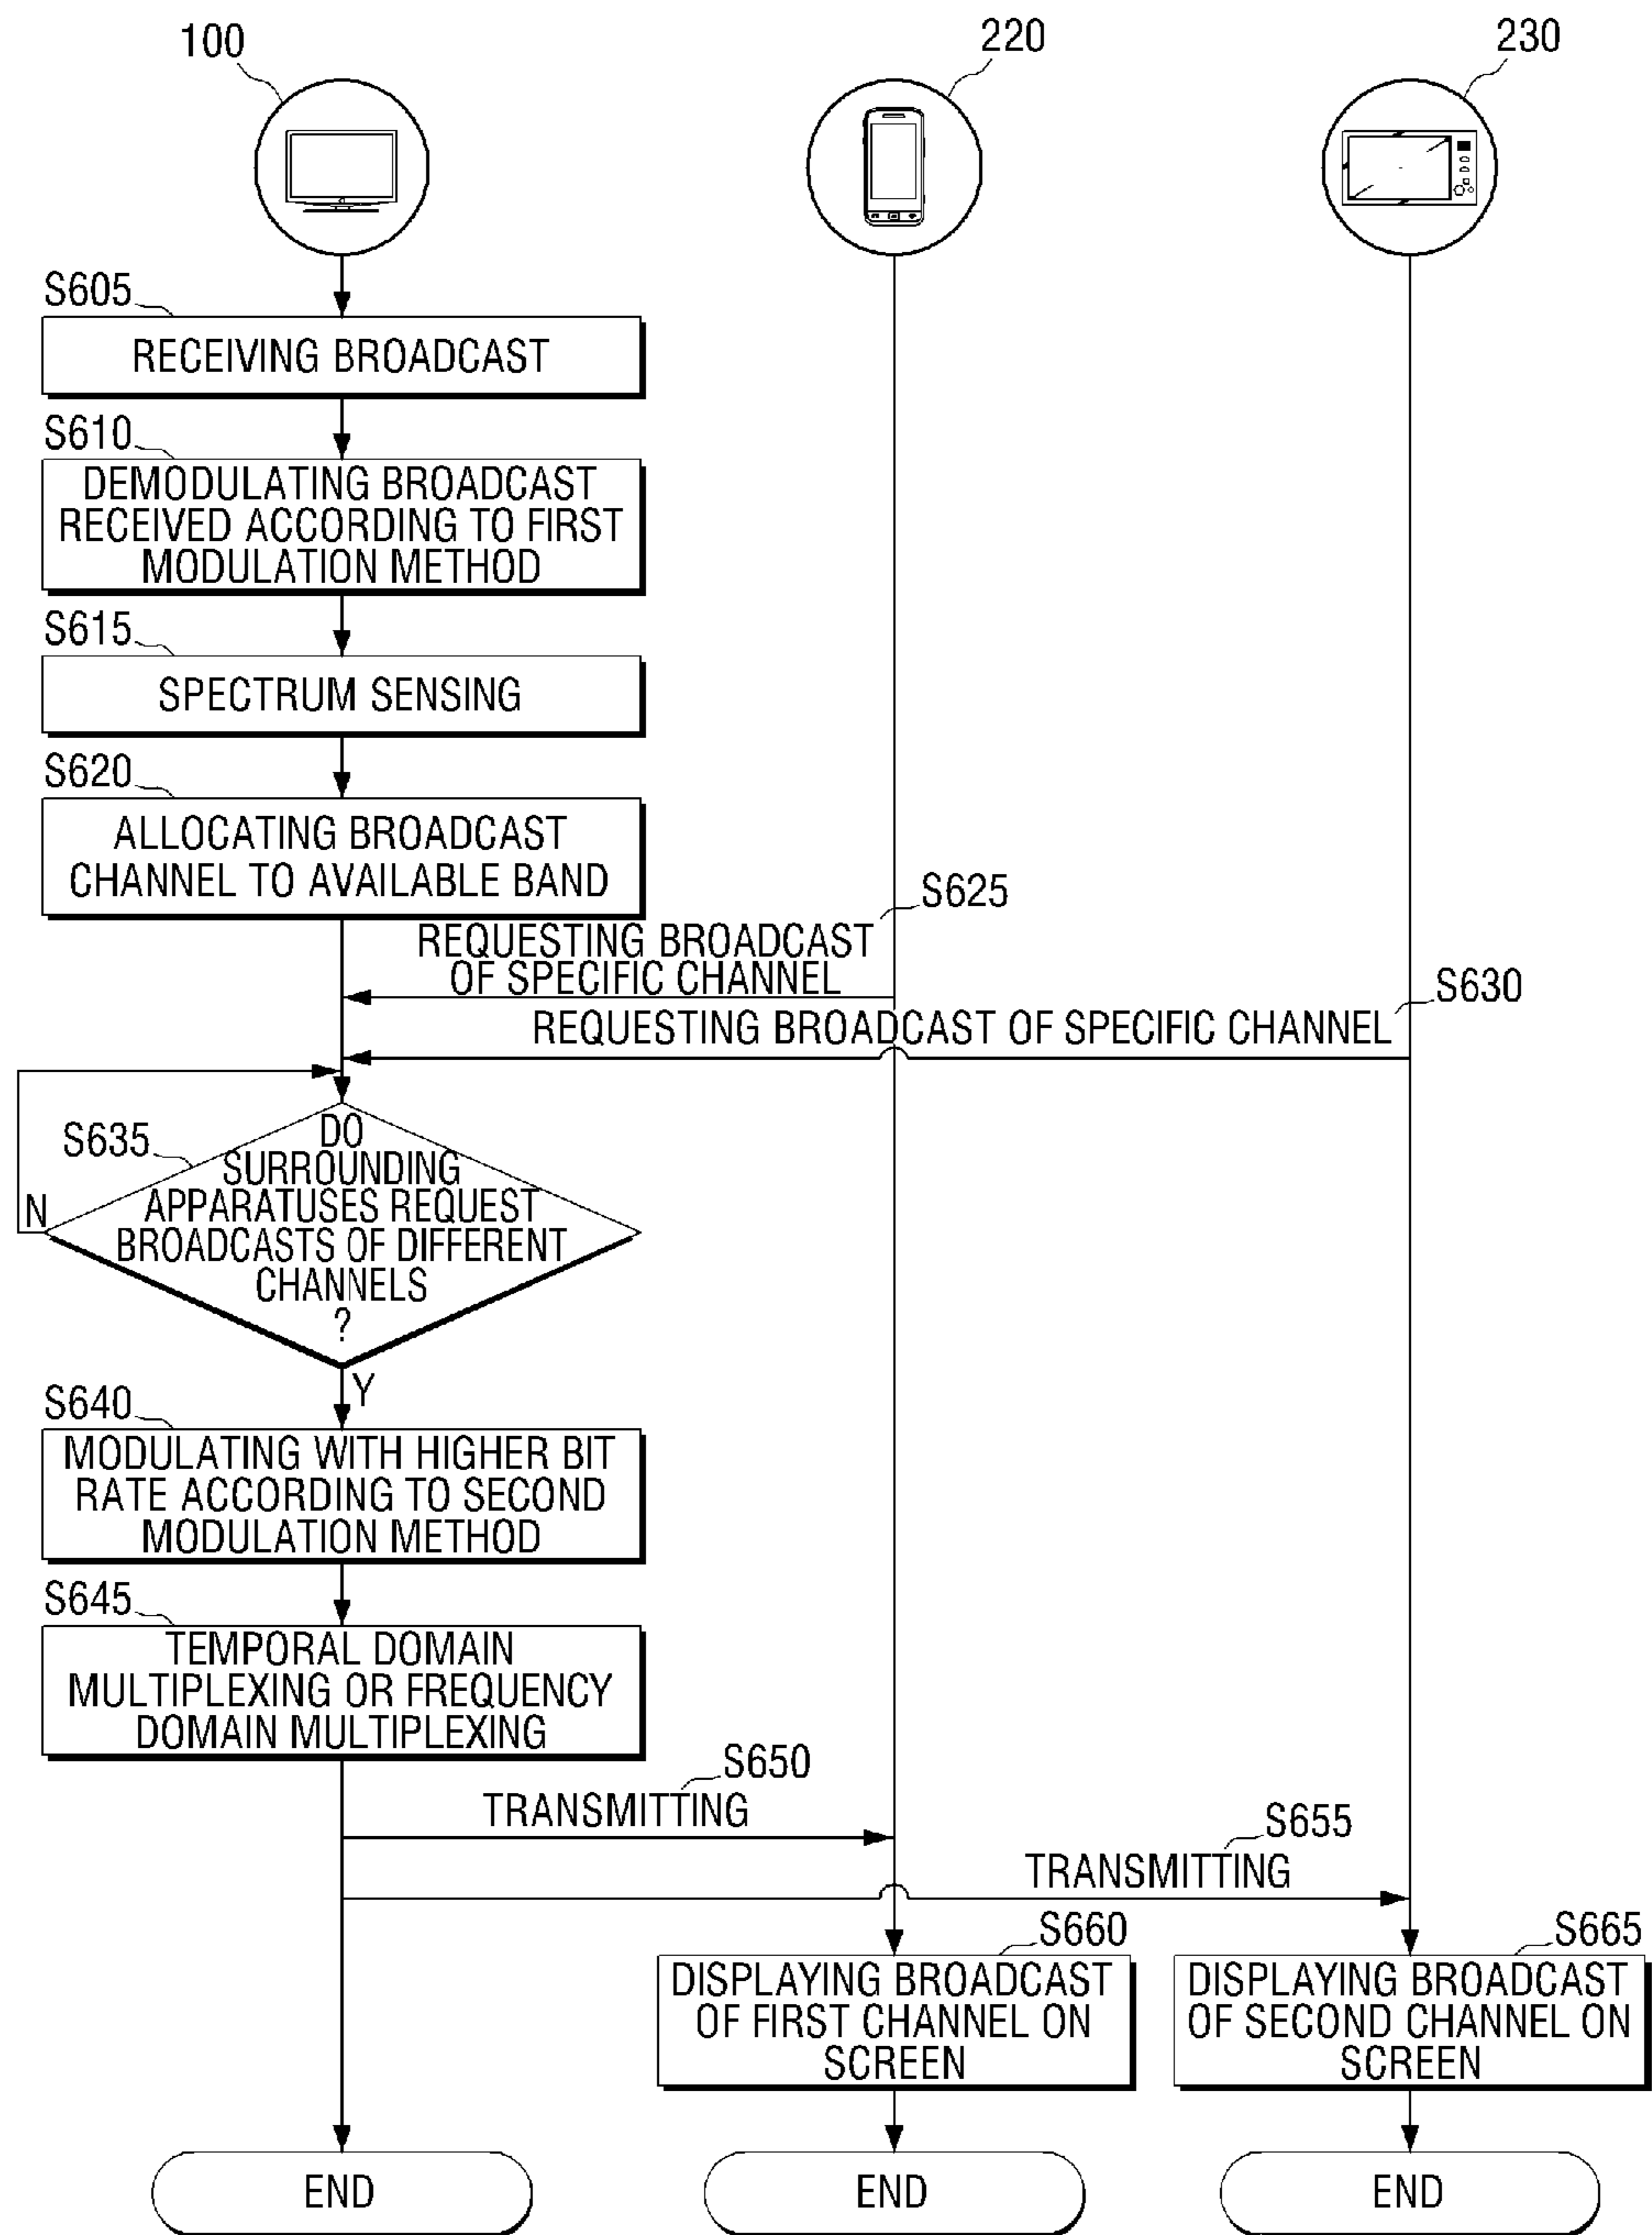 100
220
230
S605
RECEIVING BROADCAST
S610
DEMODULATING BROADCAST
RECEIVED ACCORDING TO FIRST
MODULATION METHOD
S615
SPECTRUM SENSING
S620
ALLOCATING BROADCAST
CHANNEL TO AVAILABLE BAND
S625
REQUESTING BROADCAST
OF SPECIFIC CHANNEL
S630
REQUESTING BROADCAST OF SPECIFIC CHANNEL
S635
DO
SURROUNDING
APPARATUSES REQUEST
BROADCASTS OF DIFFERENT
CHANNELS
?
N
Y
S640
MODULATING WITH HIGHER BIT
RATE ACCORDING TO SECOND
MODULATION METHOD
S645
TEMPORAL DOMAIN
MULTIPLEXING OR FREQUENCY
DOMAIN MULTIPLEXING
S650
TRANSMITTING
S655
TRANSMITTING
S660
DISPLAYING BROADCAST
OF FIRST CHANNEL ON
SCREEN
S665
DISPLAYING BROADCAST
OF SECOND CHANNEL ON
SCREEN
END
END
END